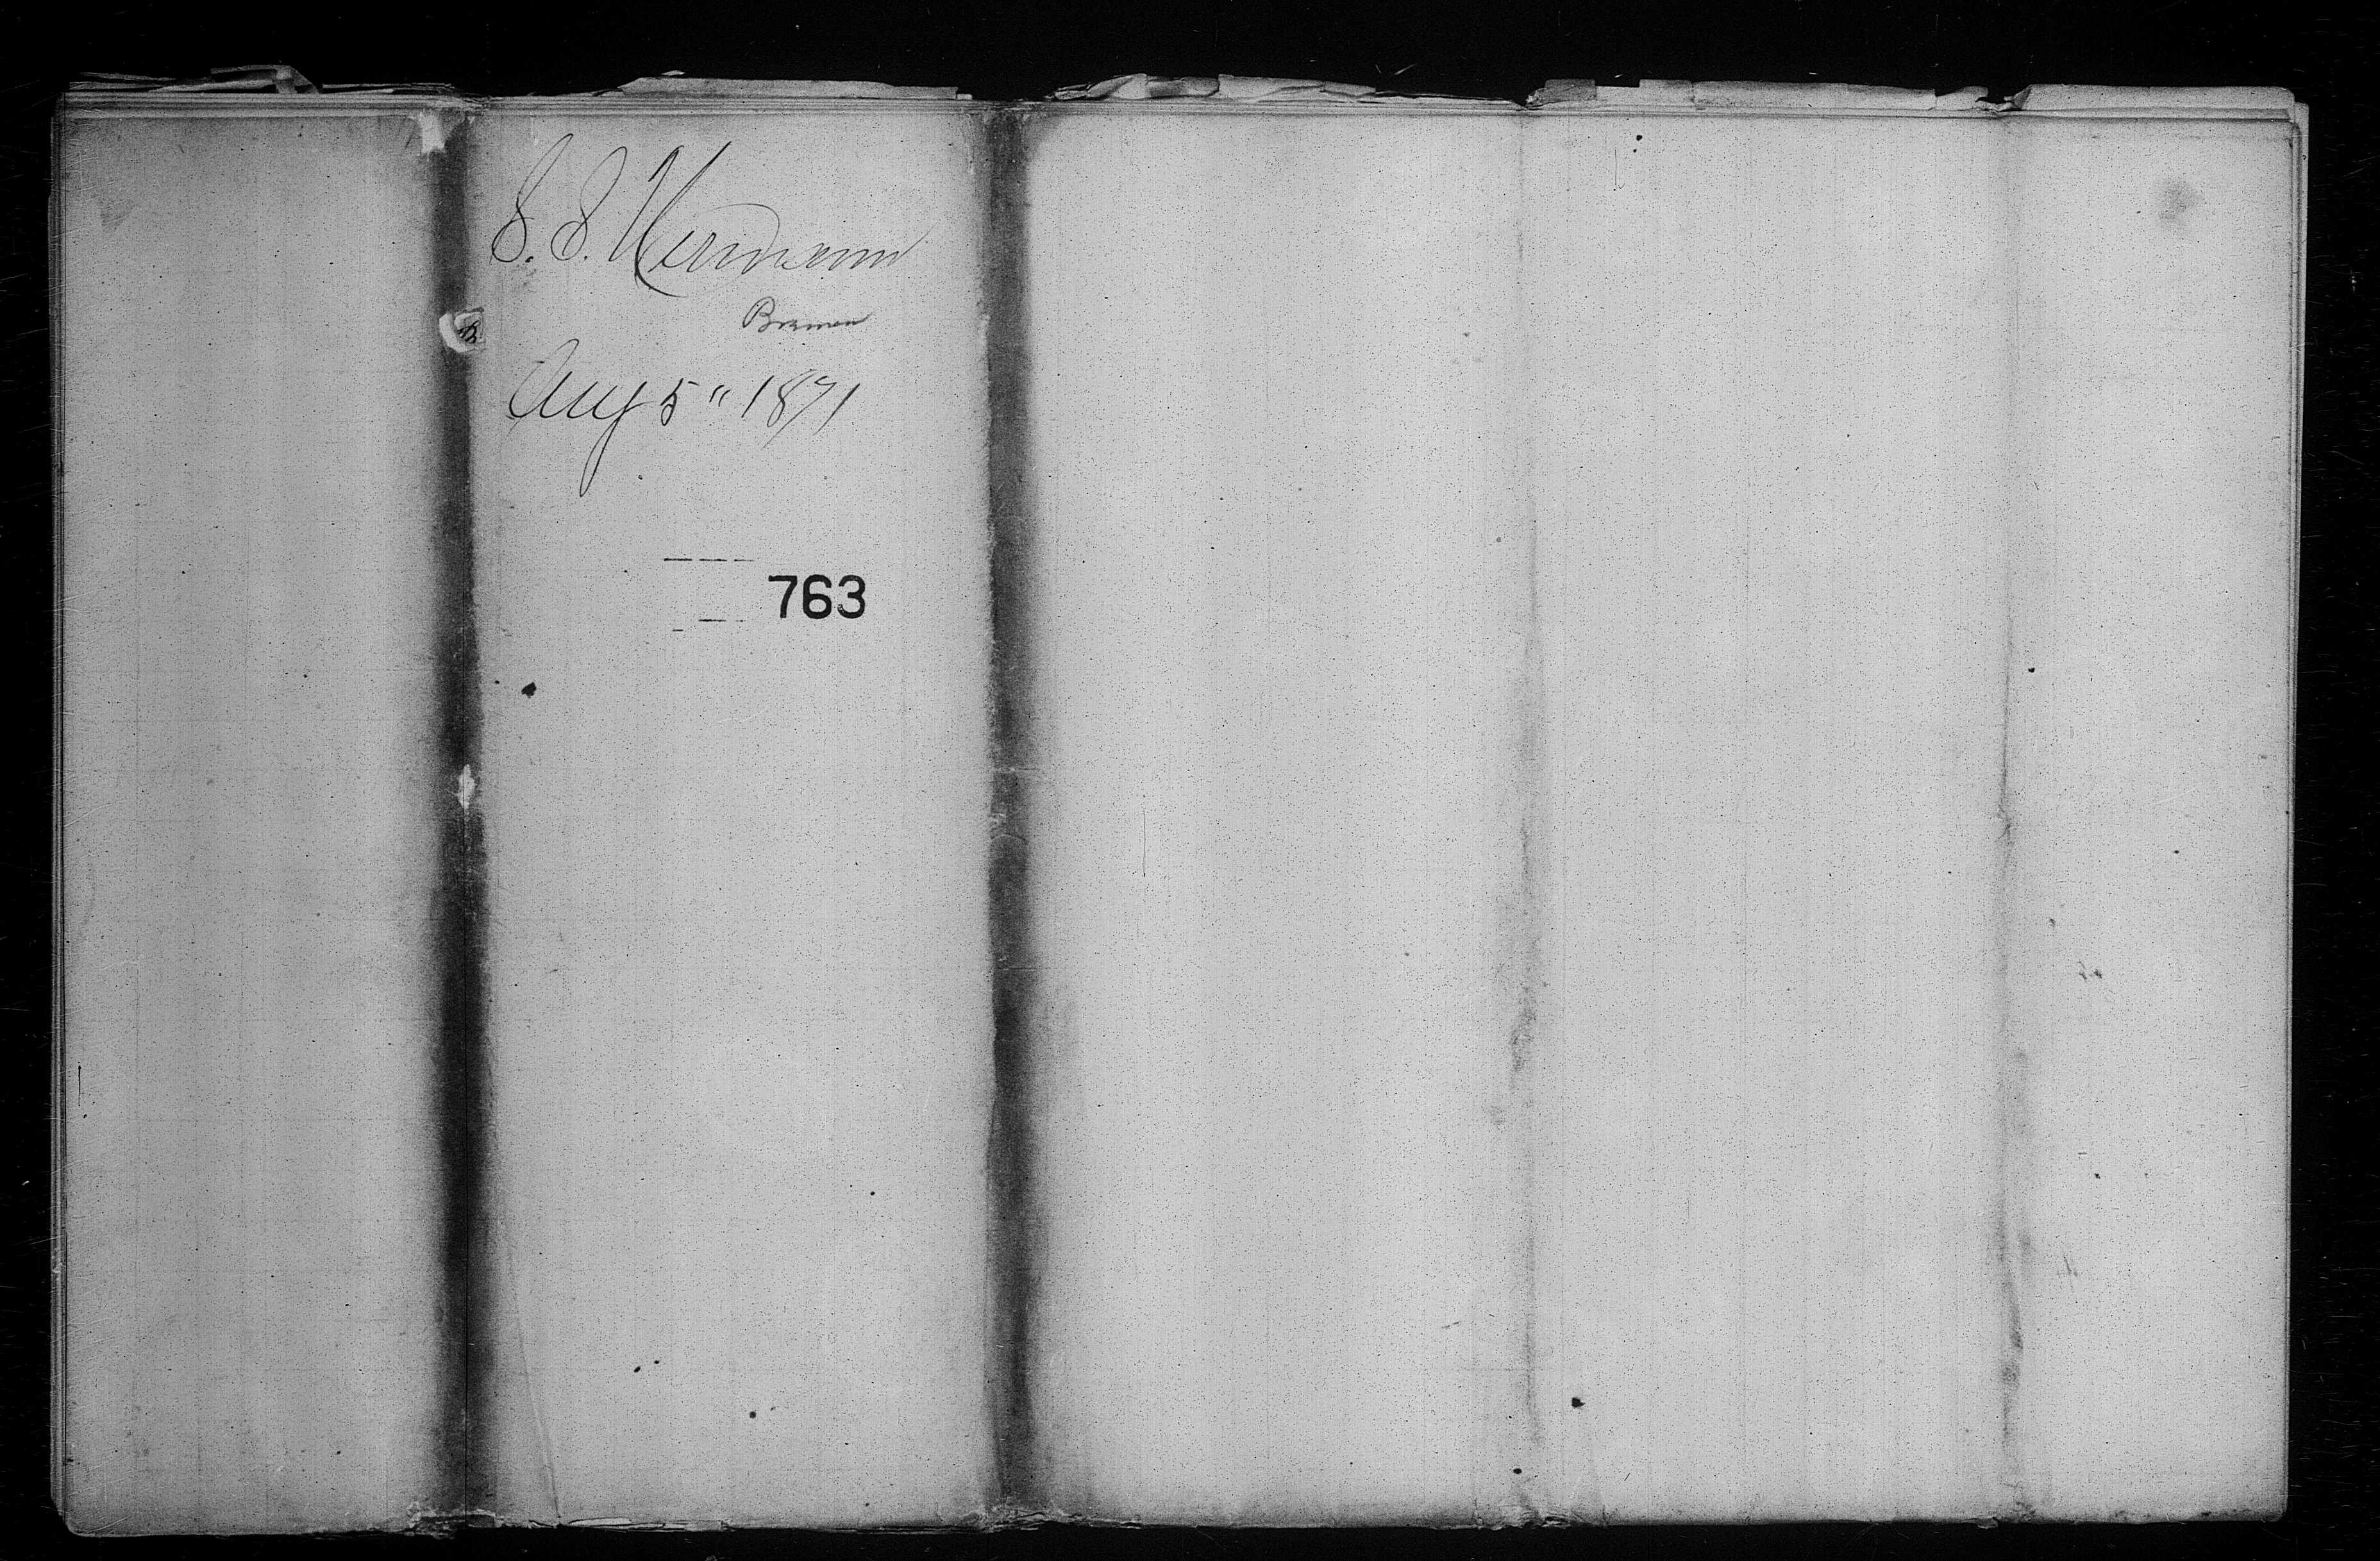 S. S. Hermann
Bremen
Aug 5" 1871
763